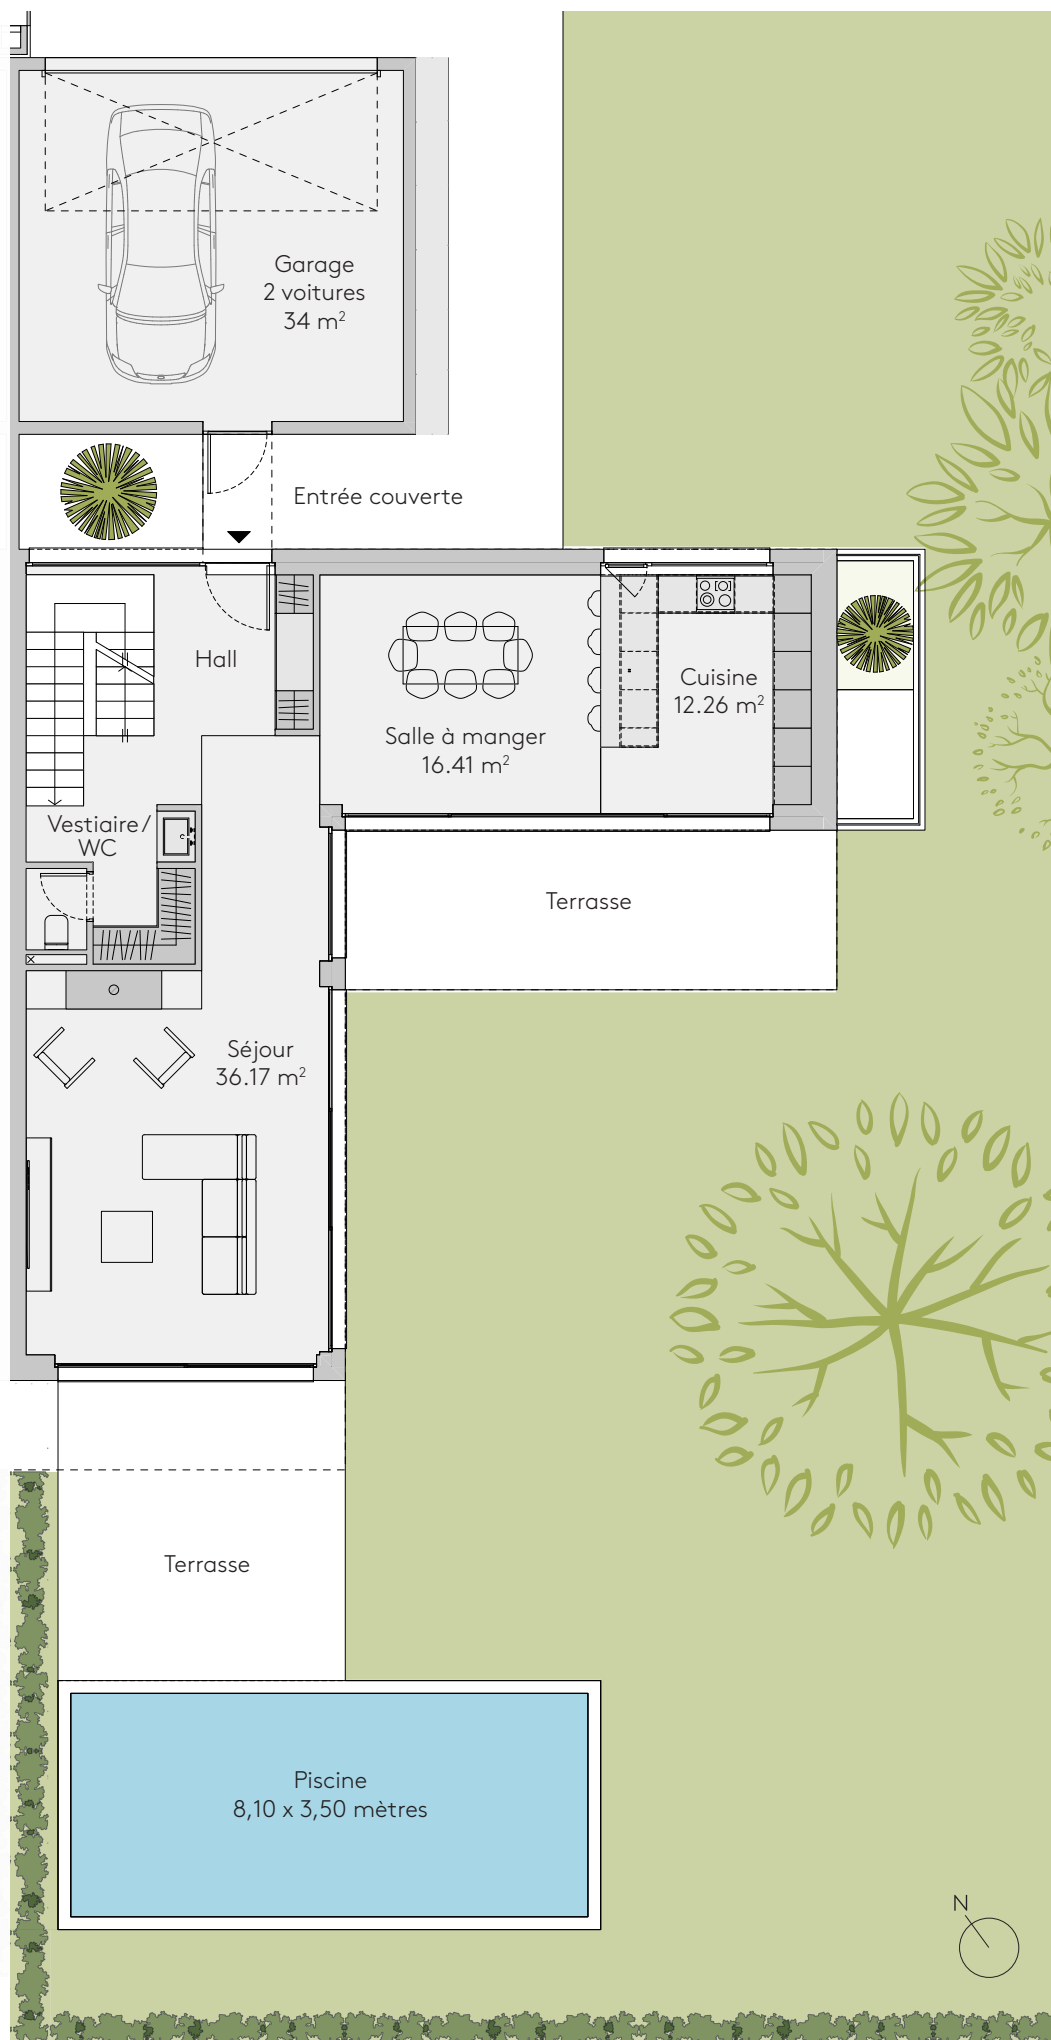 Garage
2 voitures
34 m²
Entrée couverte
Hall
Cuisine
12.26 m²
Salle à manger
16.41 m²
Vestiaire/
WC
Terrasse
Séjour
36.17 m²
Terrasse
Piscine
8,10 x 3,50 mètres
N